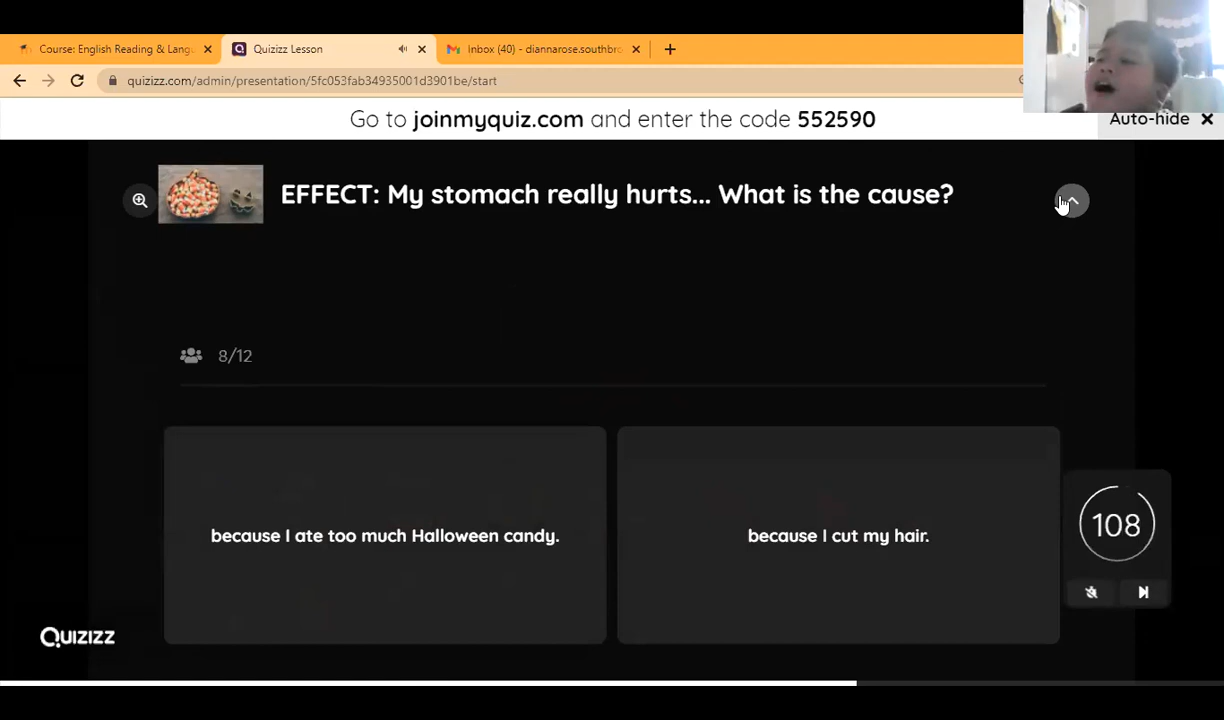 Course: English Reading & Lang
Quizizz Lesson
Inbox (40) - diannarose.southbro
quizizz.com/admin/presentation/5fc053fab34935001d3901be/start
Go to joinmyquiz.com and enter the code 552590
Auto-hide
EFFECT: My stomach really hurts... What is the cause?
8/12
because I ate too much Halloween candy.
because I cut my hair.
108
QUIZIZZ